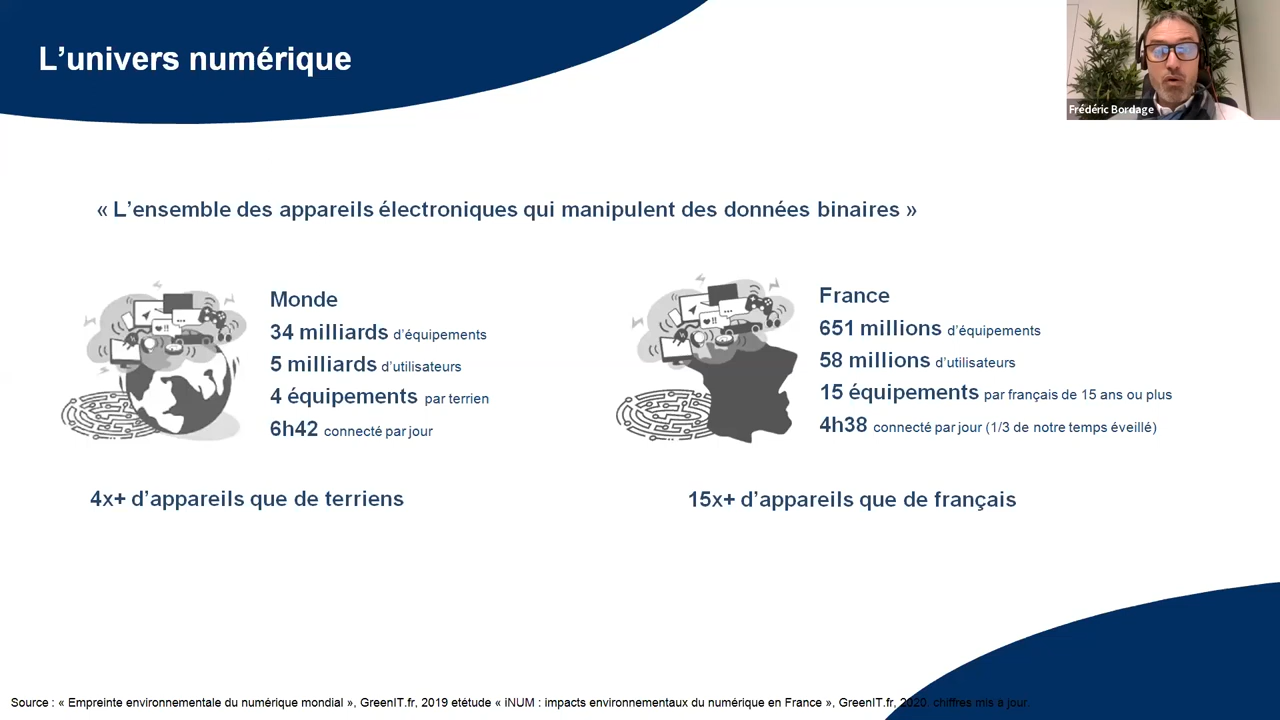 L’univers numérique
Frédéric Bordage
« L’ensemble des appareils électroniques qui manipulent des données binaires »
Monde
34 milliards d’équipements
5 milliards d’utilisateurs
4 équipements par terrien
6h42 connecté par jour
4x+ d’appareils que de terriens
France
651 millions d’équipements
58 millions d’utilisateurs
15 équipements par français de 15 ans ou plus
4h38 connecté par jour (1/3 de notre temps éveillé)
15x+ d’appareils que de français
Source : « Empreinte environnementale du numérique mondial », GreenIT.fr, 2019 etétude « iNUM : impacts environnementaux du numérique en France », GreenIT.fr, 2020. chiffres mis à jour.